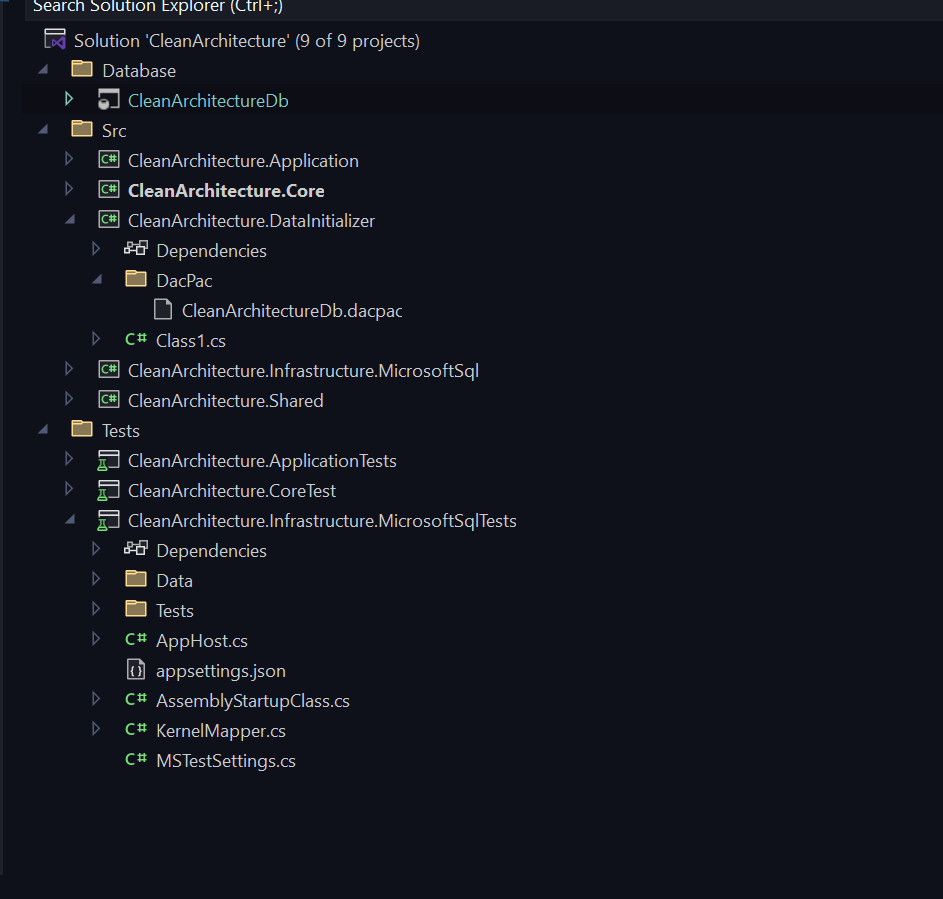 Search Solution Explorer (Ctrl+;)
Solution 'CleanArchitecture' (9 of 9 projects)
Database
CleanArchitectureDb
Src
C# CleanArchitecture.Application
C# CleanArchitecture.Core
C# CleanArchitecture.DataInitializer
Dependencies
DacPac
CleanArchitectureDb.dacpac
C# Class1.cs
C# CleanArchitecture.Infrastructure.MicrosoftSql
C# CleanArchitecture.Shared
Tests
CleanArchitecture.ApplicationTests
CleanArchitecture.CoreTest
CleanArchitecture.Infrastructure.MicrosoftSqlTests
Dependencies
Data
Tests
C# AppHost.cs
appsettings.json
C# AssemblyStartupClass.cs
C# KernelMapper.cs
C# MSTestSettings.cs